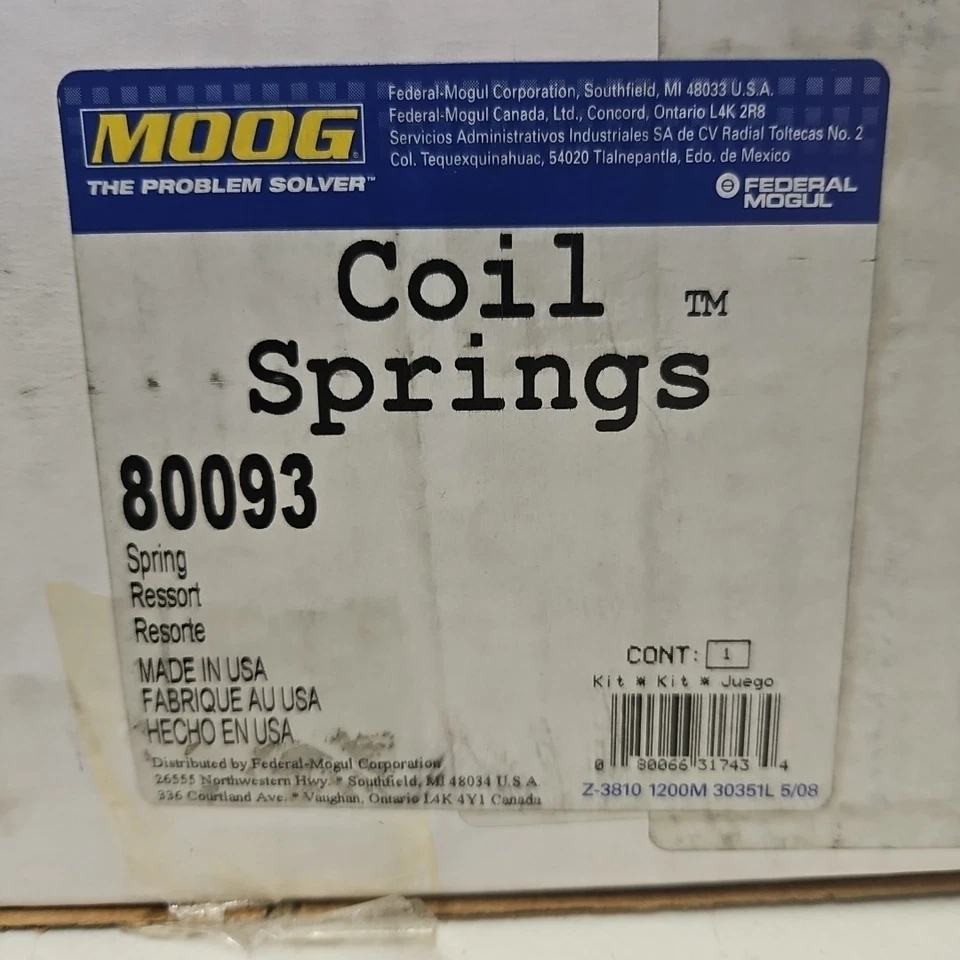 MOOG®
THE PROBLEM SOLVER™
Federal-Mogul Corporation, Southfield, MI 48033 U.S.A.
Federal-Mogul Canada, Ltd., Concord, Ontario L4K 2R8
Servicios Administrativos Industriales SA de CV Radial Toltecas No. 2
Col. Tequexquinahuac, 54020 Tlalnepantla, Edo. de Mexico
FEDERAL
MOGUL
Coil ™
Springs
80093
Spring
Ressort
Resorte
MADE IN USA
FABRIQUE AU USA
HECHO EN USA
Distributed by Federal-Mogul Corporation
26555 Northwestern Hwy. * Southfield, MI 48034 U.S.A
336 Courtland Ave. * Vaughan, Ontario L4K 4Y1 Canada
CONT: 1
Kit * Kit * Juego
0 80066 31743 4
Z-3810 1200M 30351L 5/08